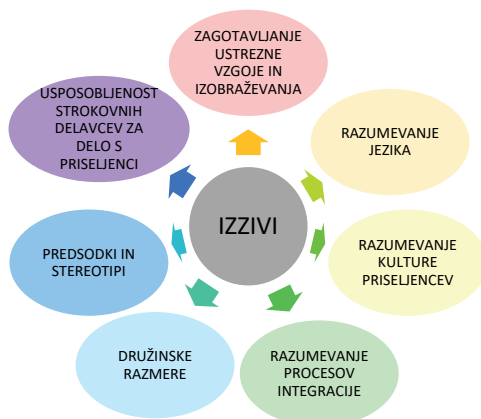 ZAGOTAVLJANJE
USTREZNE
VZGOJE IN
IZOBRAŽEVANJA
RAZUMEVANJE
JEZIKA
RAZUMEVANJE
KULTURE
PRISELJENCEV
RAZUMEVANJE
PROCESOV
INTEGRACIJE
DRUŽINSKE
RAZMERE
PREDSODKI IN
STEREOTIPI
USPOSOBLJENOST
STROKOVNIH
DELAVCEV ZA
DELO S
PRISELJENCI
IZZIVI